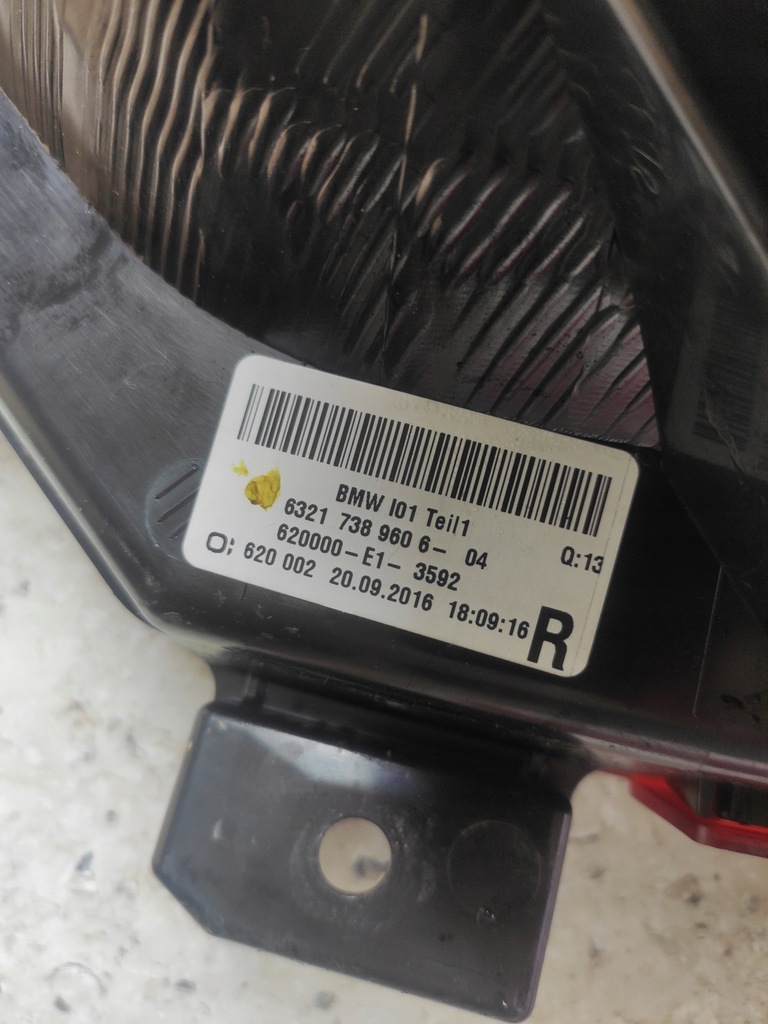 BMW I01 Teil1
6321 738 960 6- 04 Q:13
620000-E1- 3592
O: 620 002 20.09.2016 18:09:16 R